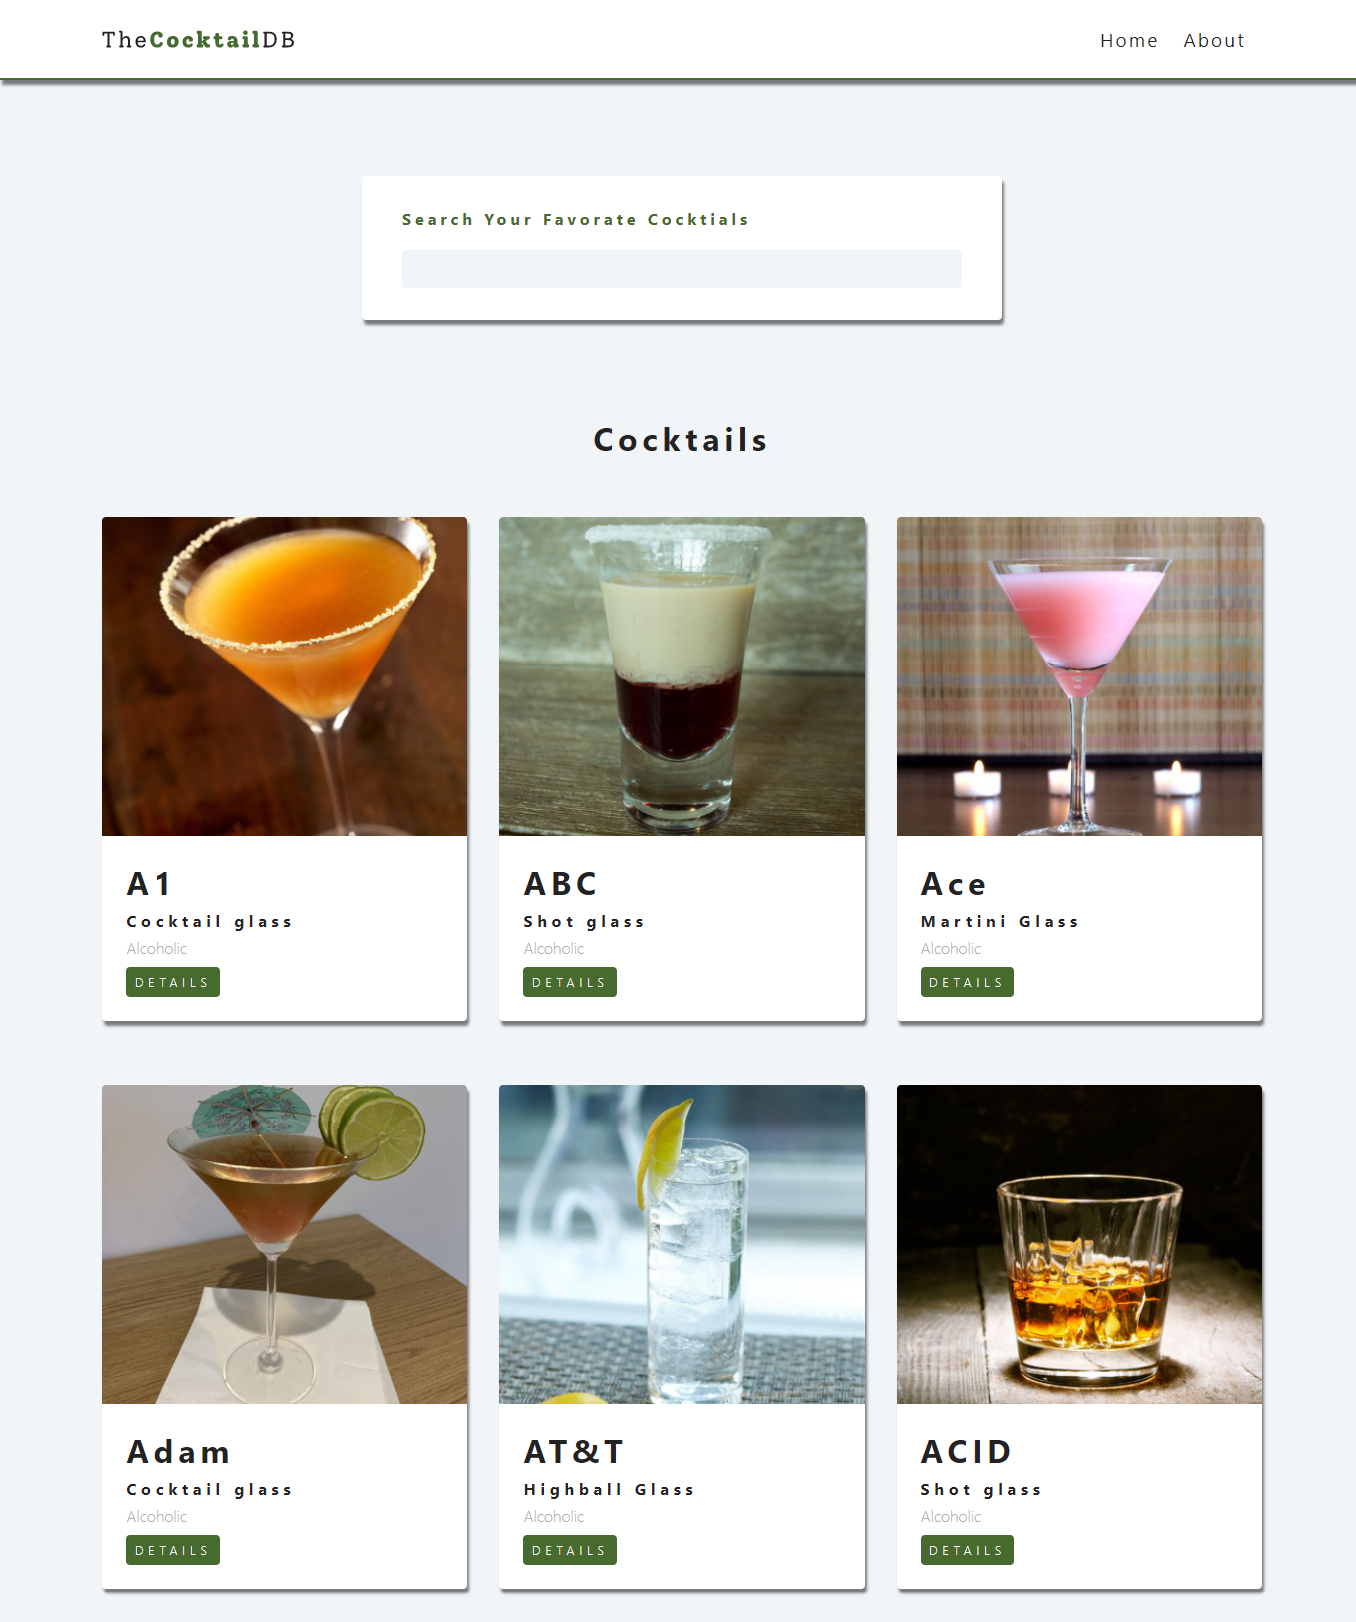 TheCocktailDB
Home About
Search Your Favorate Cocktials
Cocktails
A1
Cocktail glass
Alcoholic
DETAILS
ABC
Shot glass
Alcoholic
DETAILS
Ace
Martini Glass
Alcoholic
DETAILS
Adam
Cocktail glass
Alcoholic
DETAILS
AT&T
Highball Glass
Alcoholic
DETAILS
ACID
Shot glass
Alcoholic
DETAILS